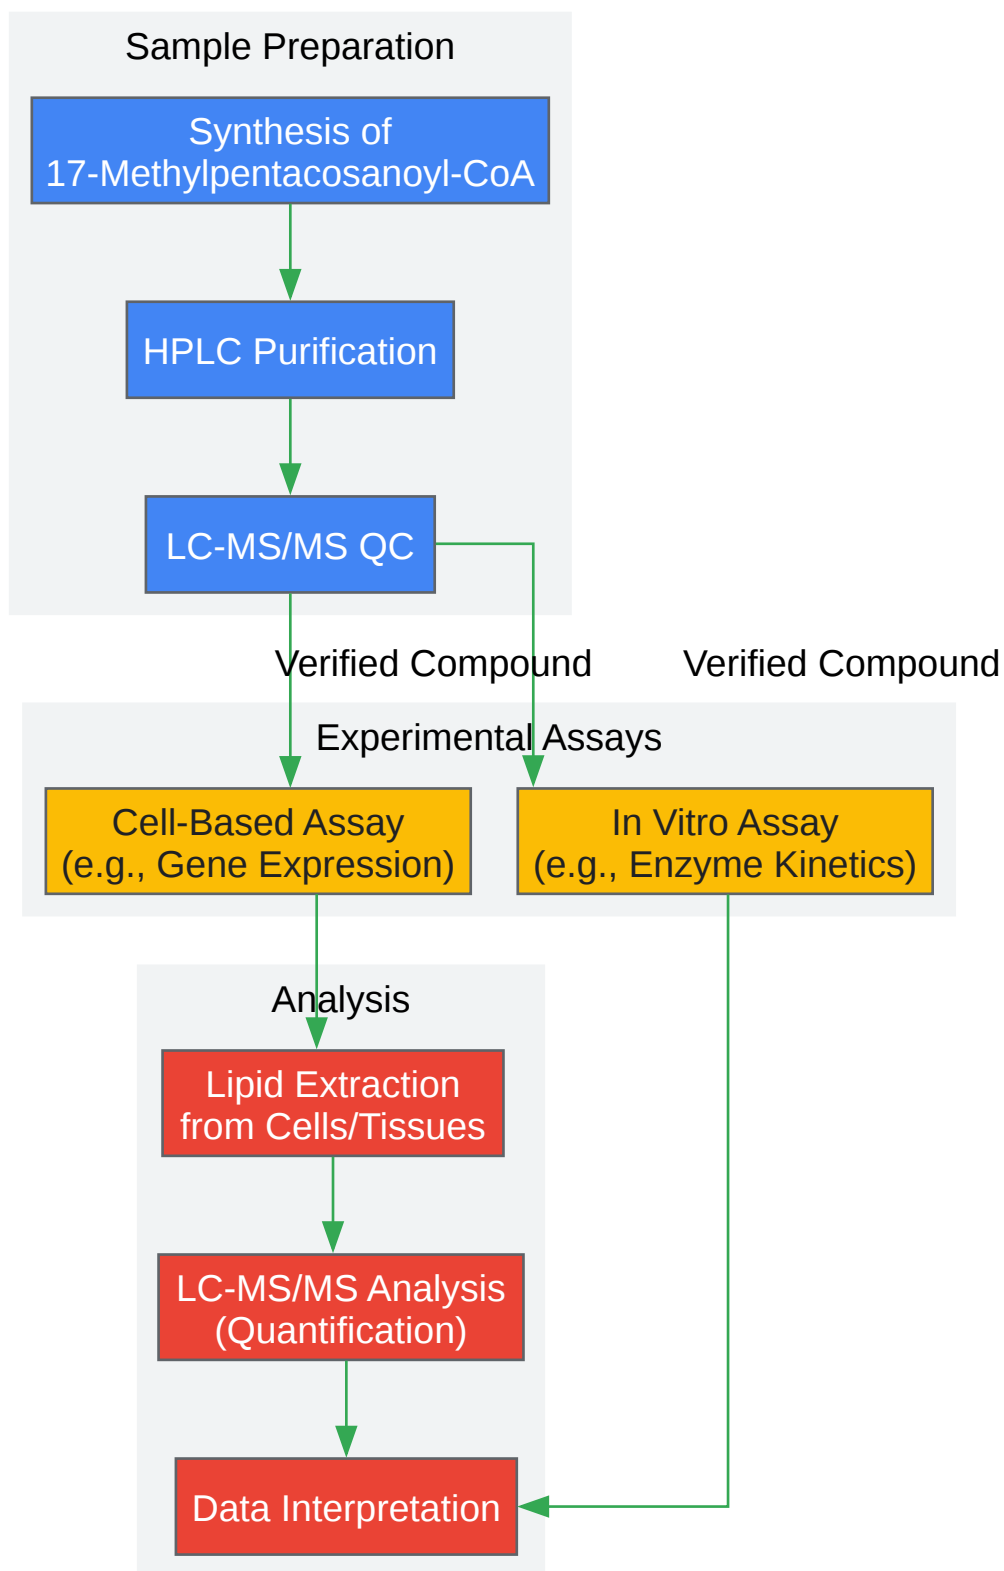 Sample Preparation
Synthesis of
17-Methylpentacosanoyl-CoA
HPLC Purification
LC-MS/MS QC
Verified Compound
Verified Compound
Experimental Assays
Cell-Based Assay
(e.g., Gene Expression)
In Vitro Assay
(e.g., Enzyme Kinetics)
Analysis
Lipid Extraction
from Cells/Tissues
LC-MS/MS Analysis
(Quantification)
Data Interpretation